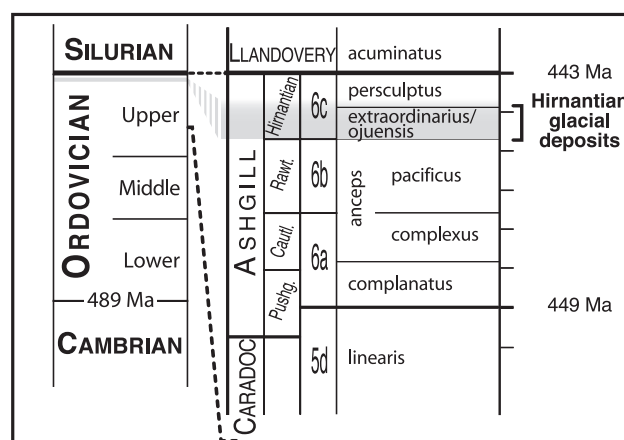 SILURIAN
ORDOVICIAN
Upper
Middle
Lower
489 Ma
CAMBRIAN
LLANDOVERY
ASHGILL
CARADOC
Hirnantian
Rawt.
Cautl.
Pushg.
6c
6b
6a
5d
acuminatus
persculptus
extraordinarius/
ojuensis
anceps
pacificus
complexus
complanatus
linearis
443 Ma
Hirnantian
glacial
deposits
449 Ma